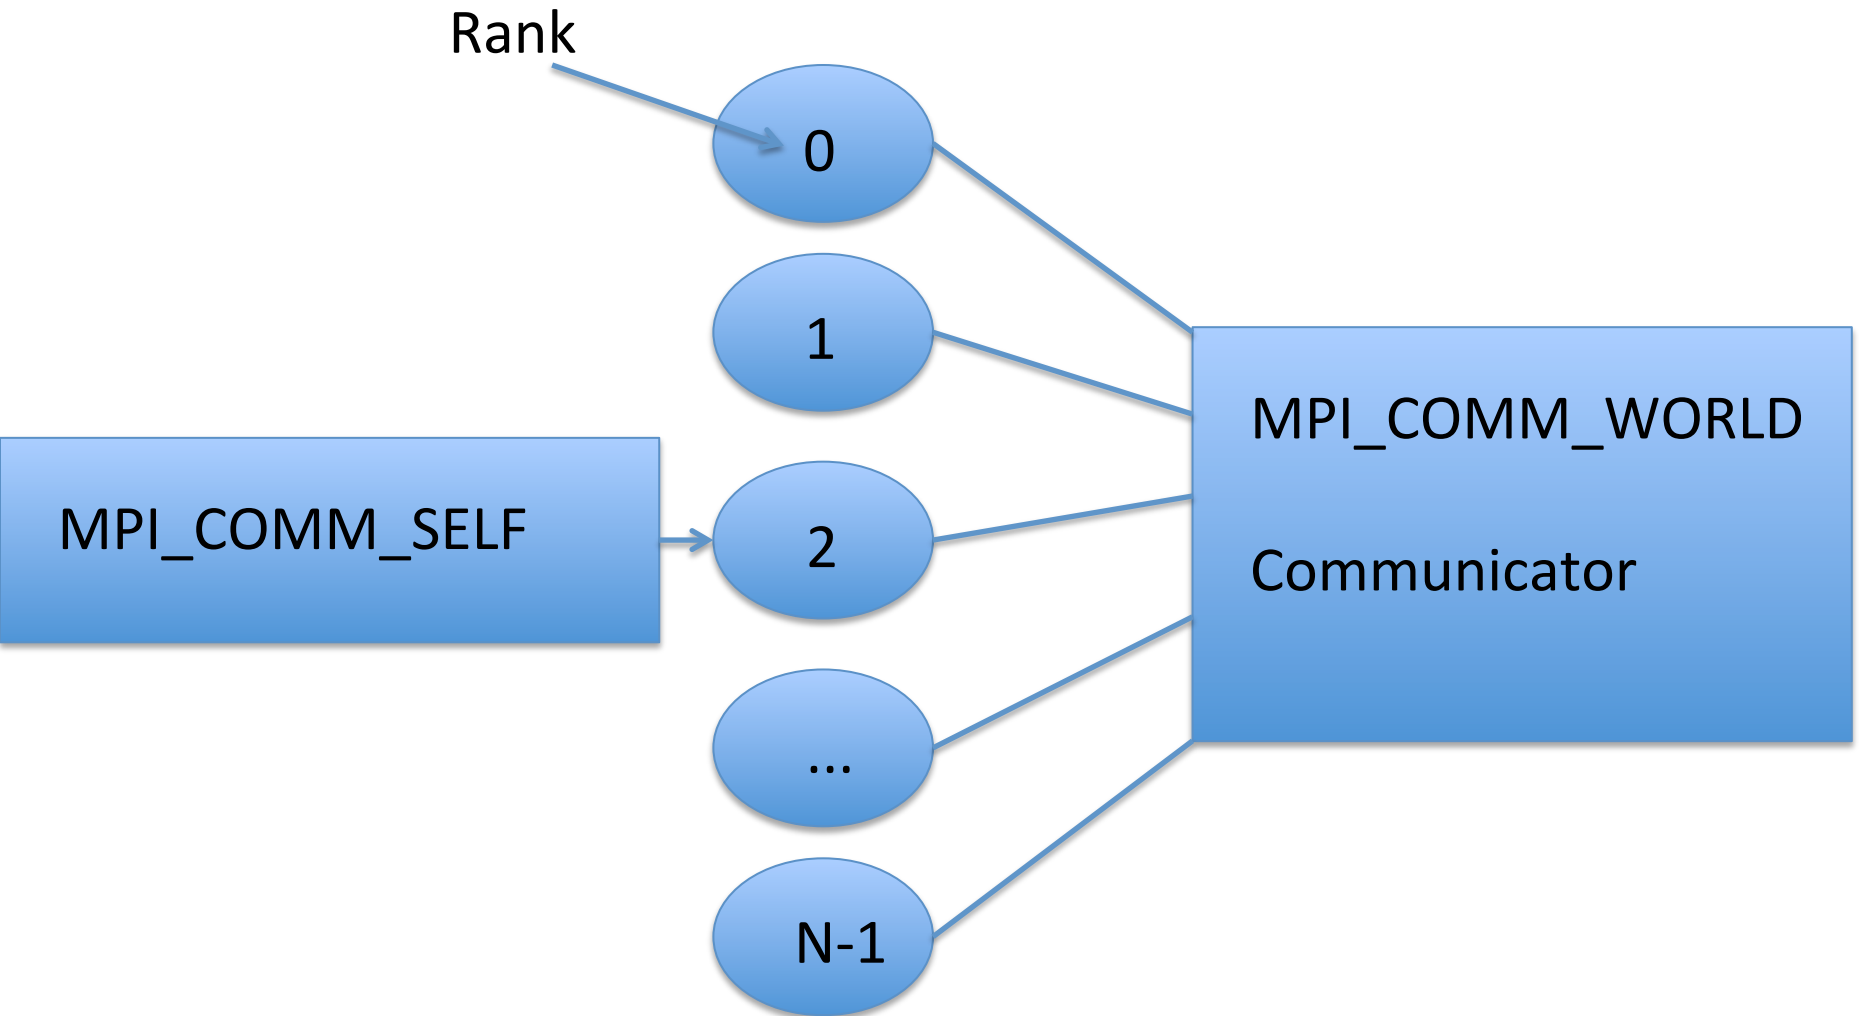 Rank
0
1
MPI_COMM_WORLD
MPI_COMM_SELF
2
Communicator
...
N-1